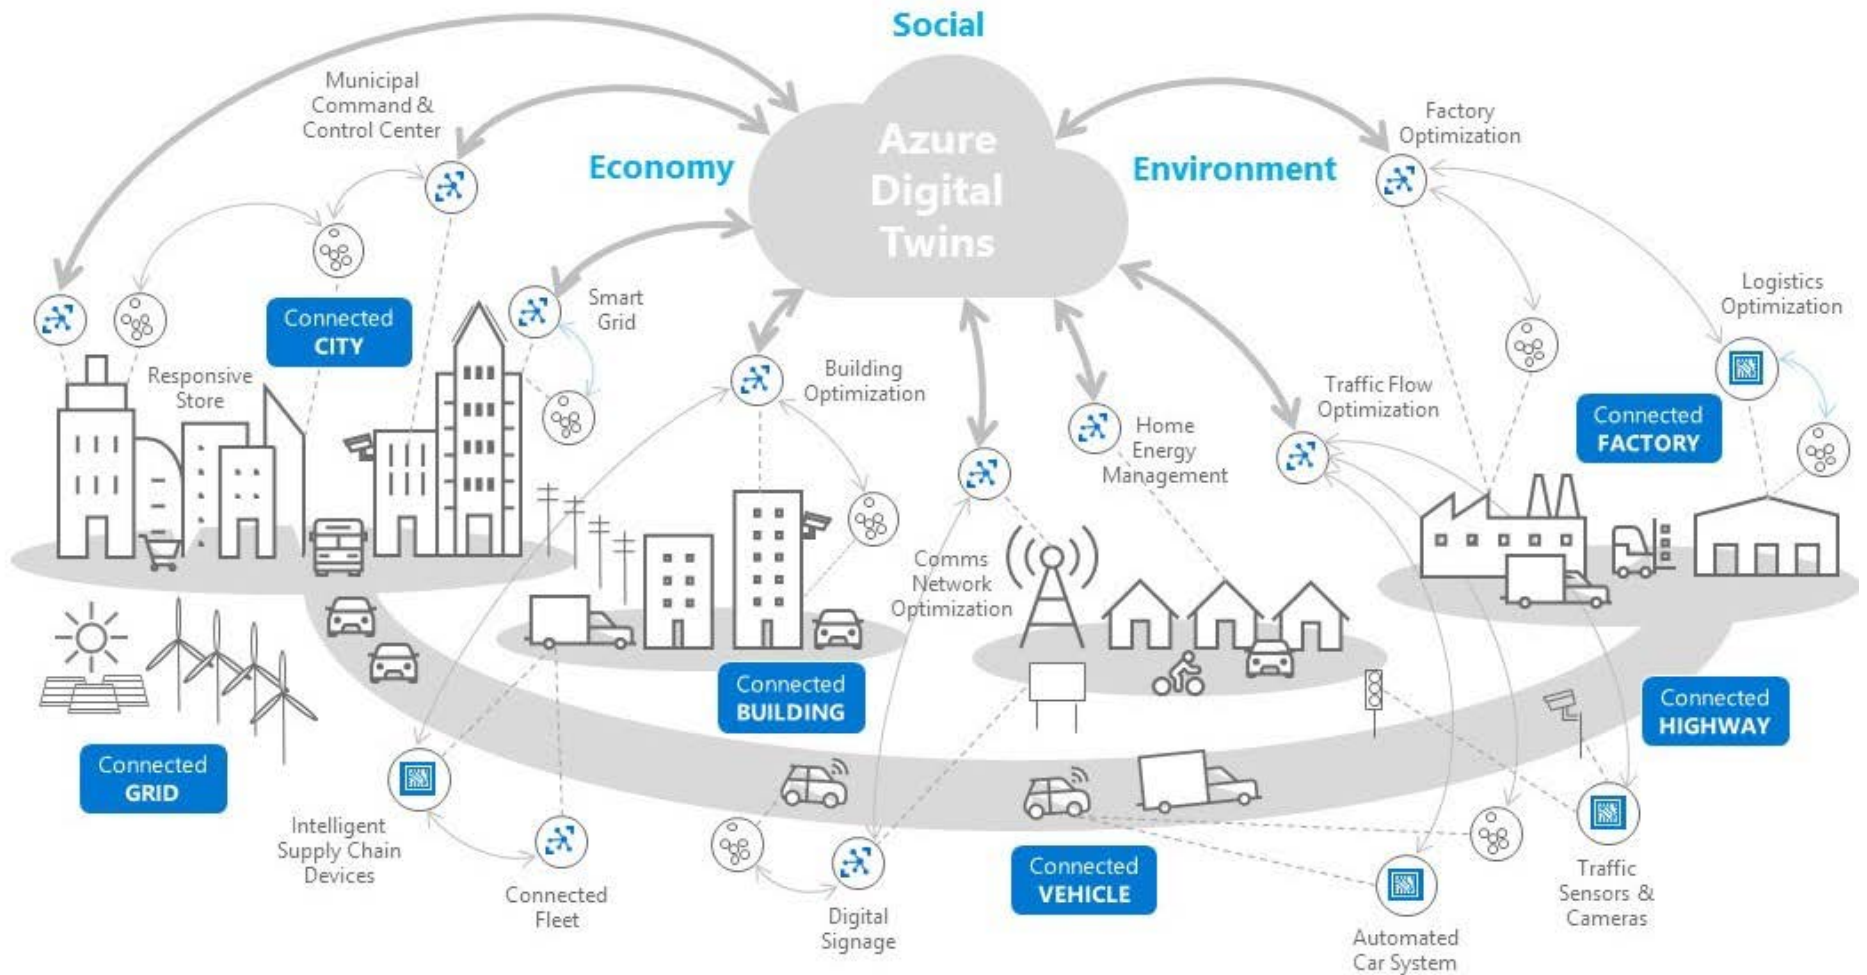 Social
Municipal
Command &
Control Center
Azure
Digital
Twins
Economy
Environment
Factory
Optimization
Smart
Grid
Logistics
Optimization
Connected
CITY
Responsive
Store
Building
Optimization
Home
Energy
Management
Traffic Flow
Optimization
Connected
FACTORY
Comms
Network
Optimization
Connected
BUILDING
Connected
HIGHWAY
Connected
GRID
Intelligent
Supply Chain
Devices
Connected
Fleet
Digital
Signage
Connected
VEHICLE
Automated
Car System
Traffic
Sensors &
Cameras